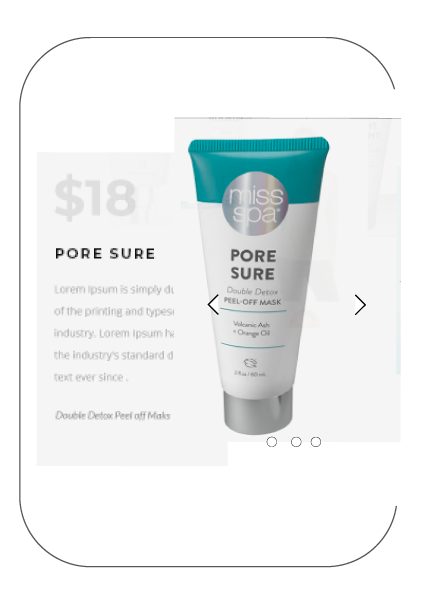 $18
PORE SURE
Lorem Ipsum is simply du
of the printing and typese
industry. Lorem Ipsum ha
the industry's standard d
text ever since .
Double Detox Peel off Maks
miss
spa
PORE
SURE
Double Detox
PEEL-OFF MASK
Volcanic Ash
+ Orange Oil
2 fl oz / 60 mL